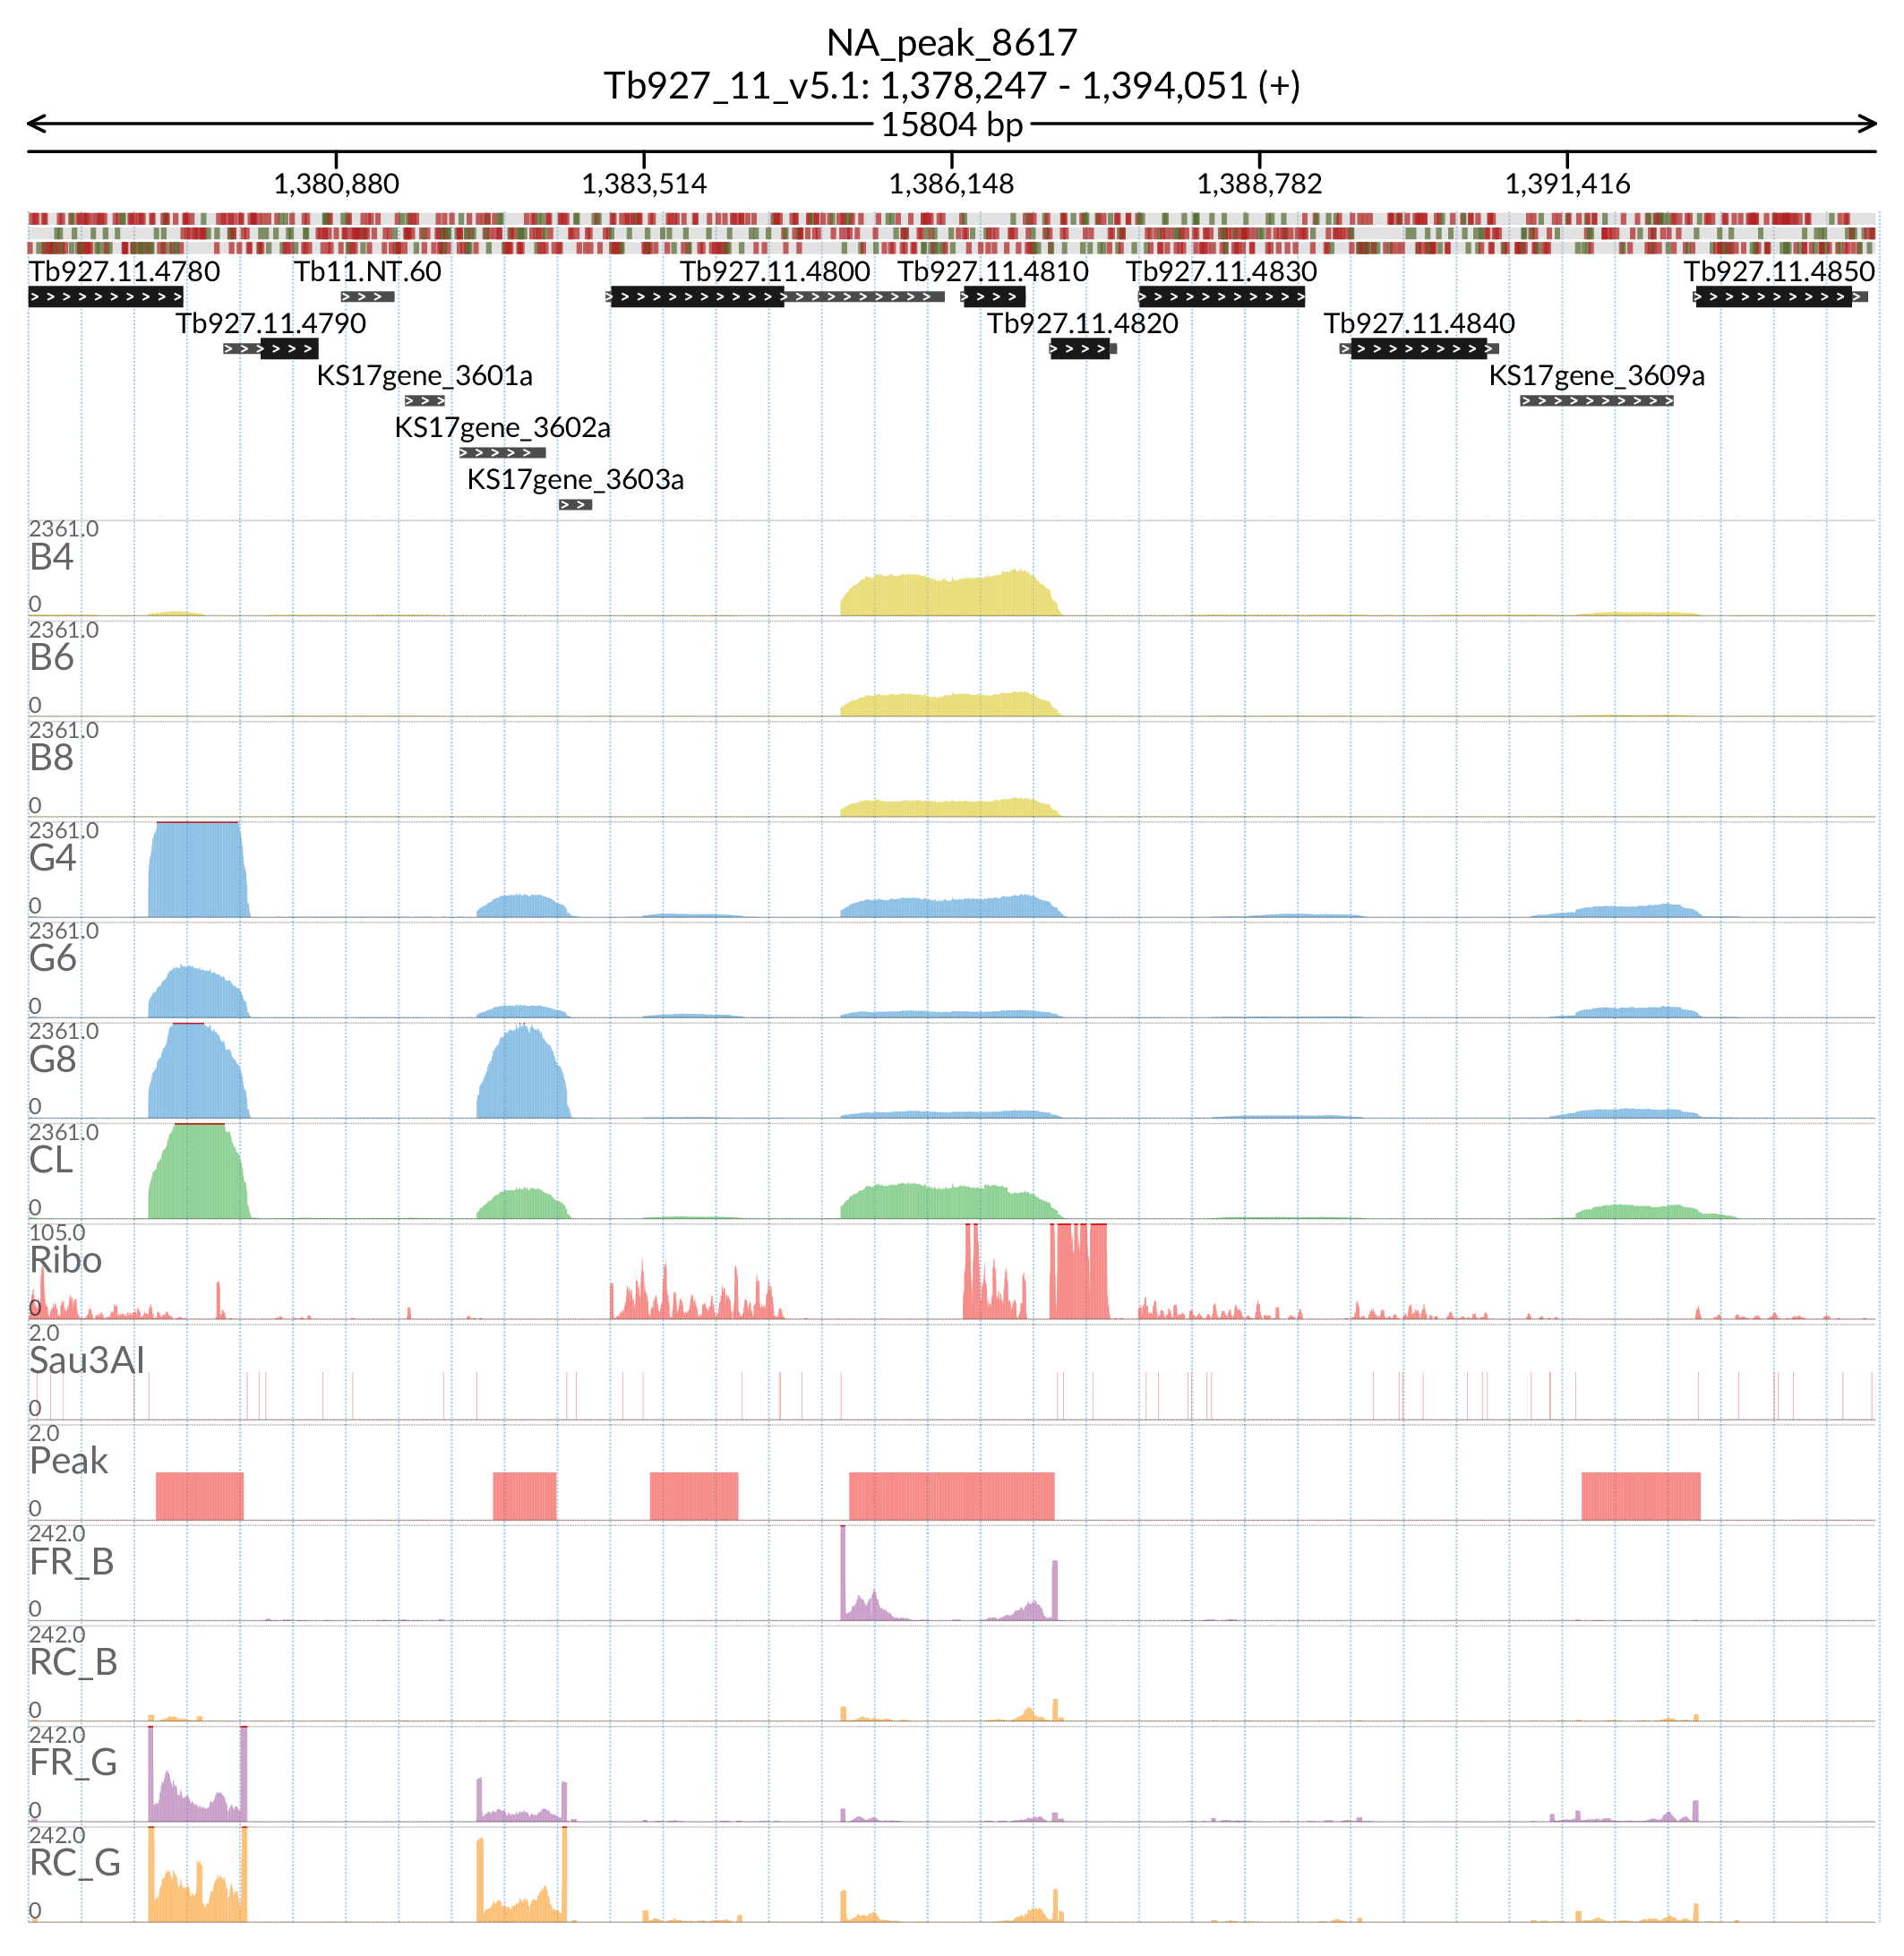 NA_peak_8617
Tb927_11_v5.1: 1,378,247 - 1,394,051 (+)
15804 bp
1,380,880 1,383,514 1,386,148 1,388,782 1,391,416
Tb927.11.4780 Tb11.NT.60 Tb927.11.4800 Tb927.11.4810 Tb927.11.4830 Tb927.11.4850
Tb927.11.4790 Tb927.11.4820 Tb927.11.4840
KS17gene_3601a KS17gene_3609a
KS17gene_3602a
KS17gene_3603a
2361.0
B4
0
2361.0
B6
0
2361.0
B8
0
2361.0
G4
0
2361.0
G6
0
2361.0
G8
0
2361.0
CL
0
105.0
Ribo
0
2.0
Sau3AI
0
2.0
Peak
0
242.0
FR_B
0
242.0
RC_B
0
242.0
FR_G
0
242.0
RC_G
0